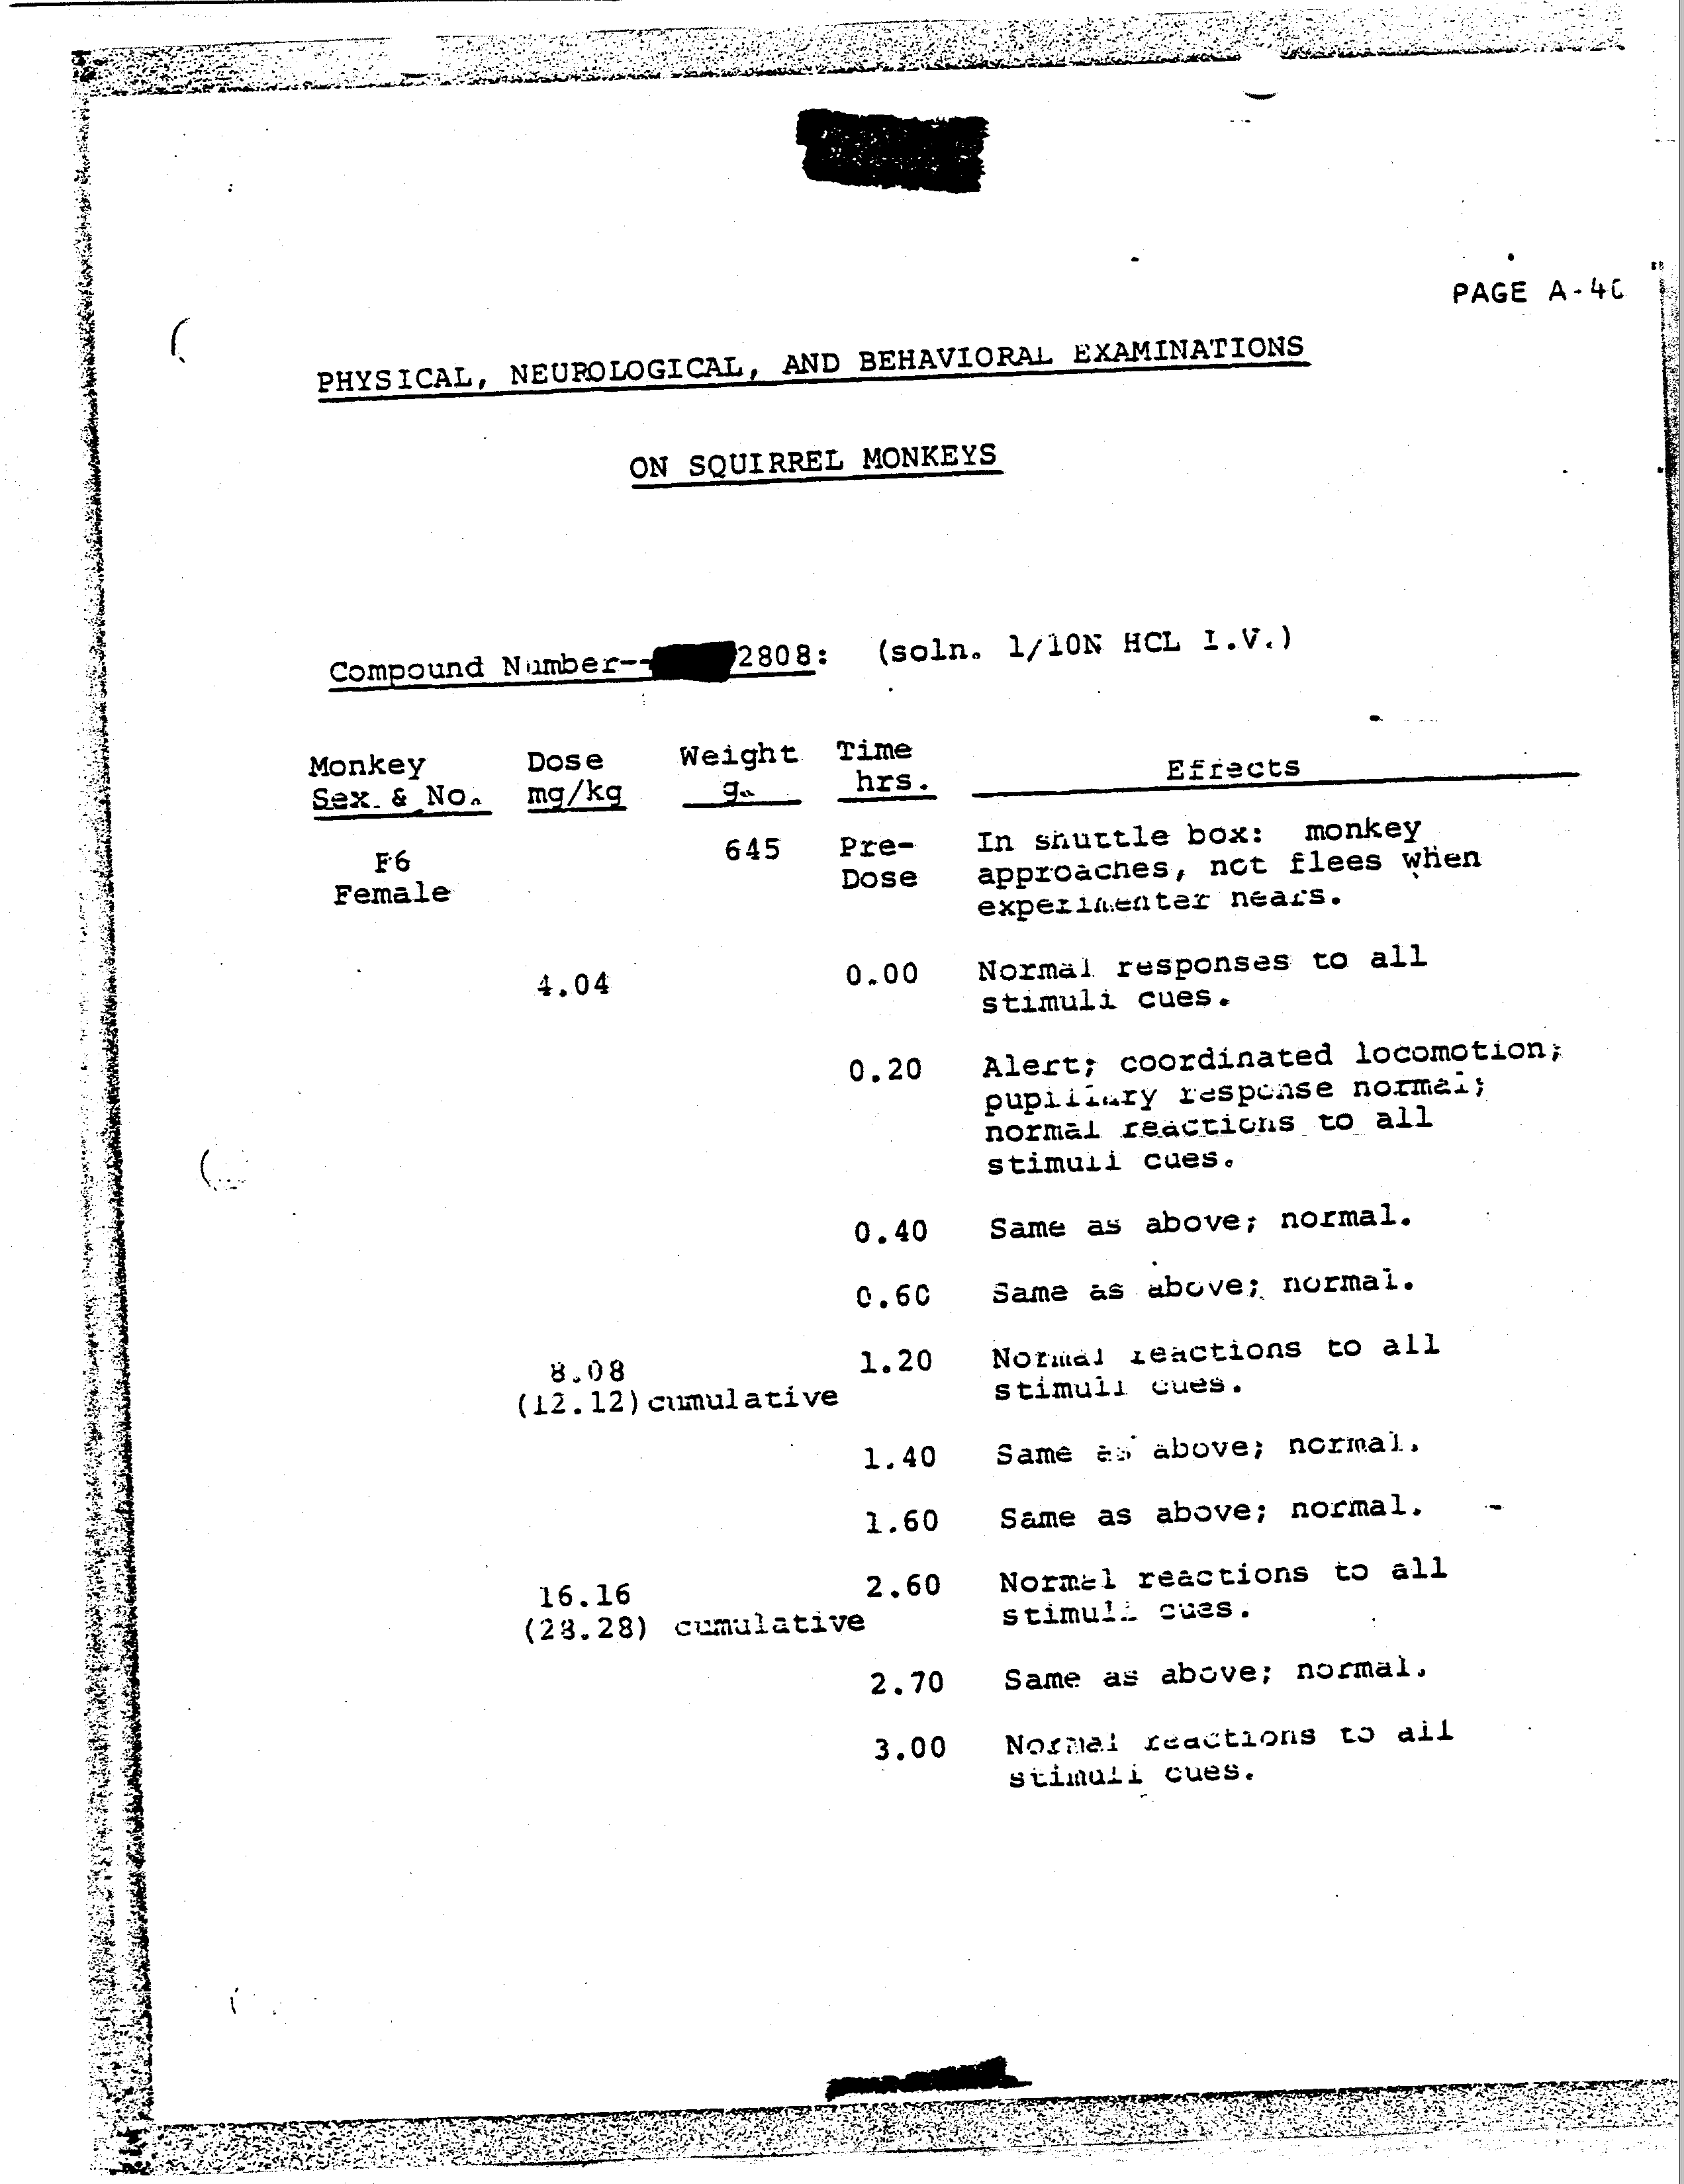 PAGE A-40
PHYSICAL, NEUROLOGICAL, AND BEHAVIORAL EXAMINATIONS
ON SQUIRREL MONKEYS
Compound Number-- 2808: (soln. 1/10N HCL I.V.)
Monkey Dose Weight Time
Sex. & No. mg/kg g. hrs. Effects
F6 645 Pre- In shuttle box: monkey
Female Dose approaches, not flees when
experimenter nears.
4.04 0.00 Normal responses to all
stimuli cues.
0.20 Alert; coordinated locomotion;
pupillary response normal;
normal reactions to all
stimuli cues.
0.40 Same as above; normal.
0.60 Same as above; normal.
8.08 1.20 Normal reactions to all
(12.12) cumulative stimuli cues.
1.40 Same as above; normal.
1.60 Same as above; normal.
16.16 2.60 Normal reactions to all
(28.28) cumulative stimuli cues.
2.70 Same as above; normal.
3.00 Normal reactions to all
stimuli cues.